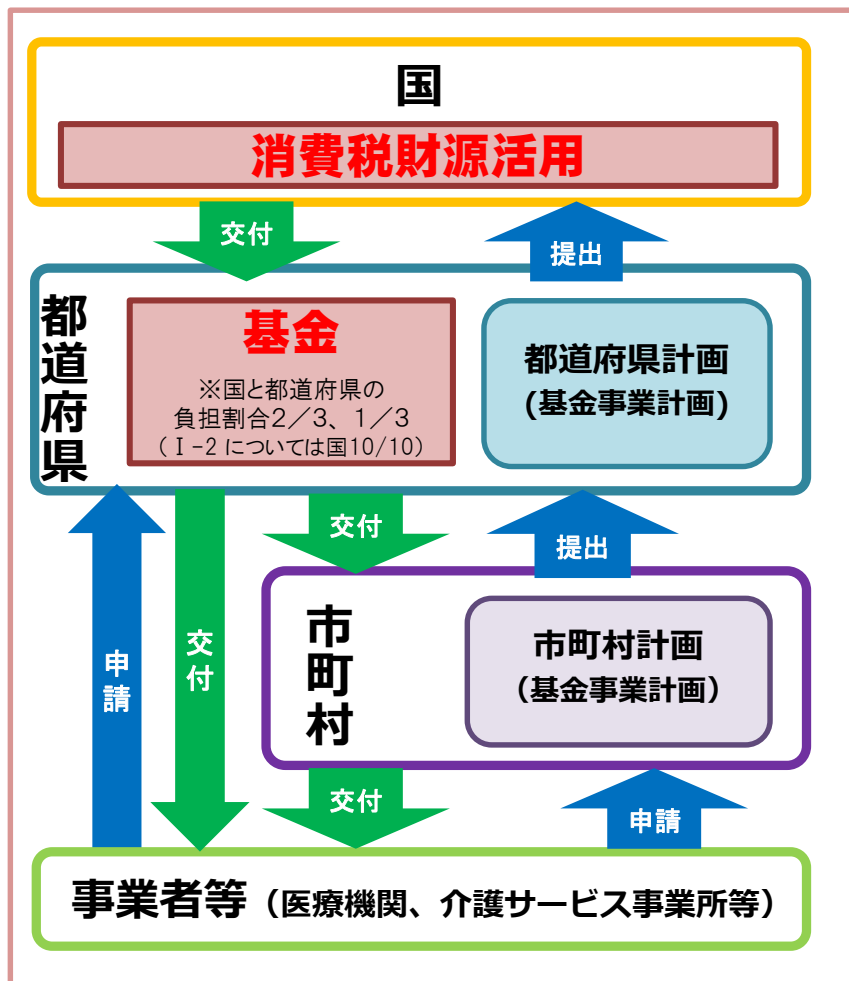 国
消費税財源活用
交付
提出
都道府県
基金
※国と都道府県の
負担割合2／3、1／3
（Ⅰ-2 については国10/10）
都道府県計画
(基金事業計画)
交付
提出
申請
交付
市町村
市町村計画
（基金事業計画）
交付
申請
事業者等（医療機関、介護サービス事業所等）